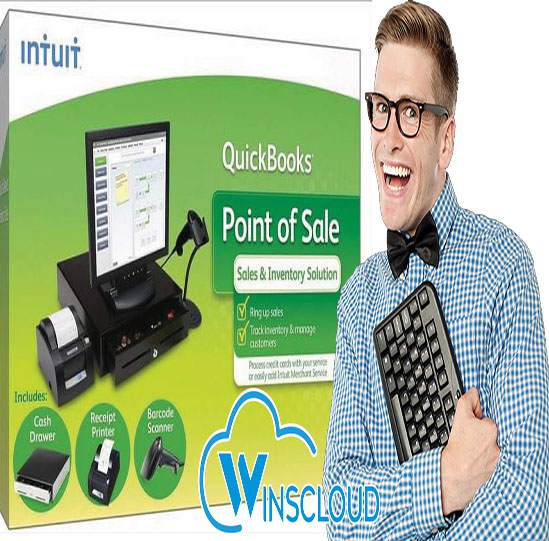 intuit
QuickBooks
Point of Sale
Sales & Inventory Solution
Ring up sales
Track inventory & manage
customers
Process credit cards with your service
or easily add Intuit Merchant Service
Includes:
Cash
Drawer
Receipt
Printer
Barcode
Scanner
WINSCLOUD